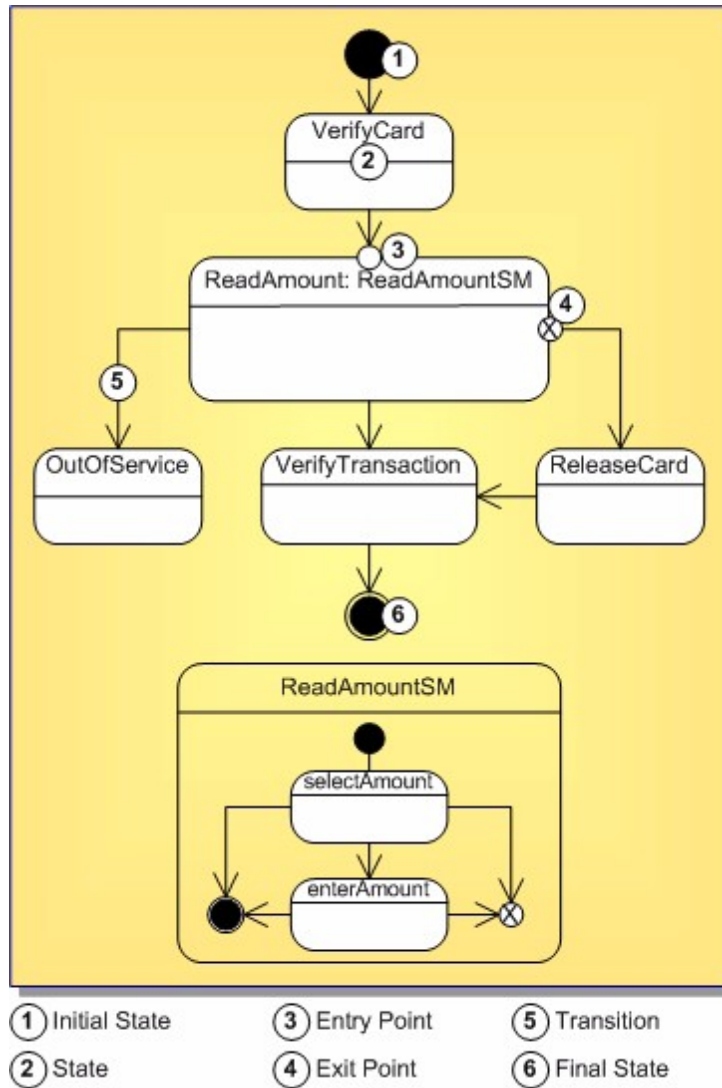 1
VerifyCard
2
3
ReadAmount: ReadAmountSM
4
5
OutOfService
VerifyTransaction
ReleaseCard
6
ReadAmountSM
selectAmount
enterAmount
1 Initial State
3 Entry Point
5 Transition
2 State
4 Exit Point
6 Final State